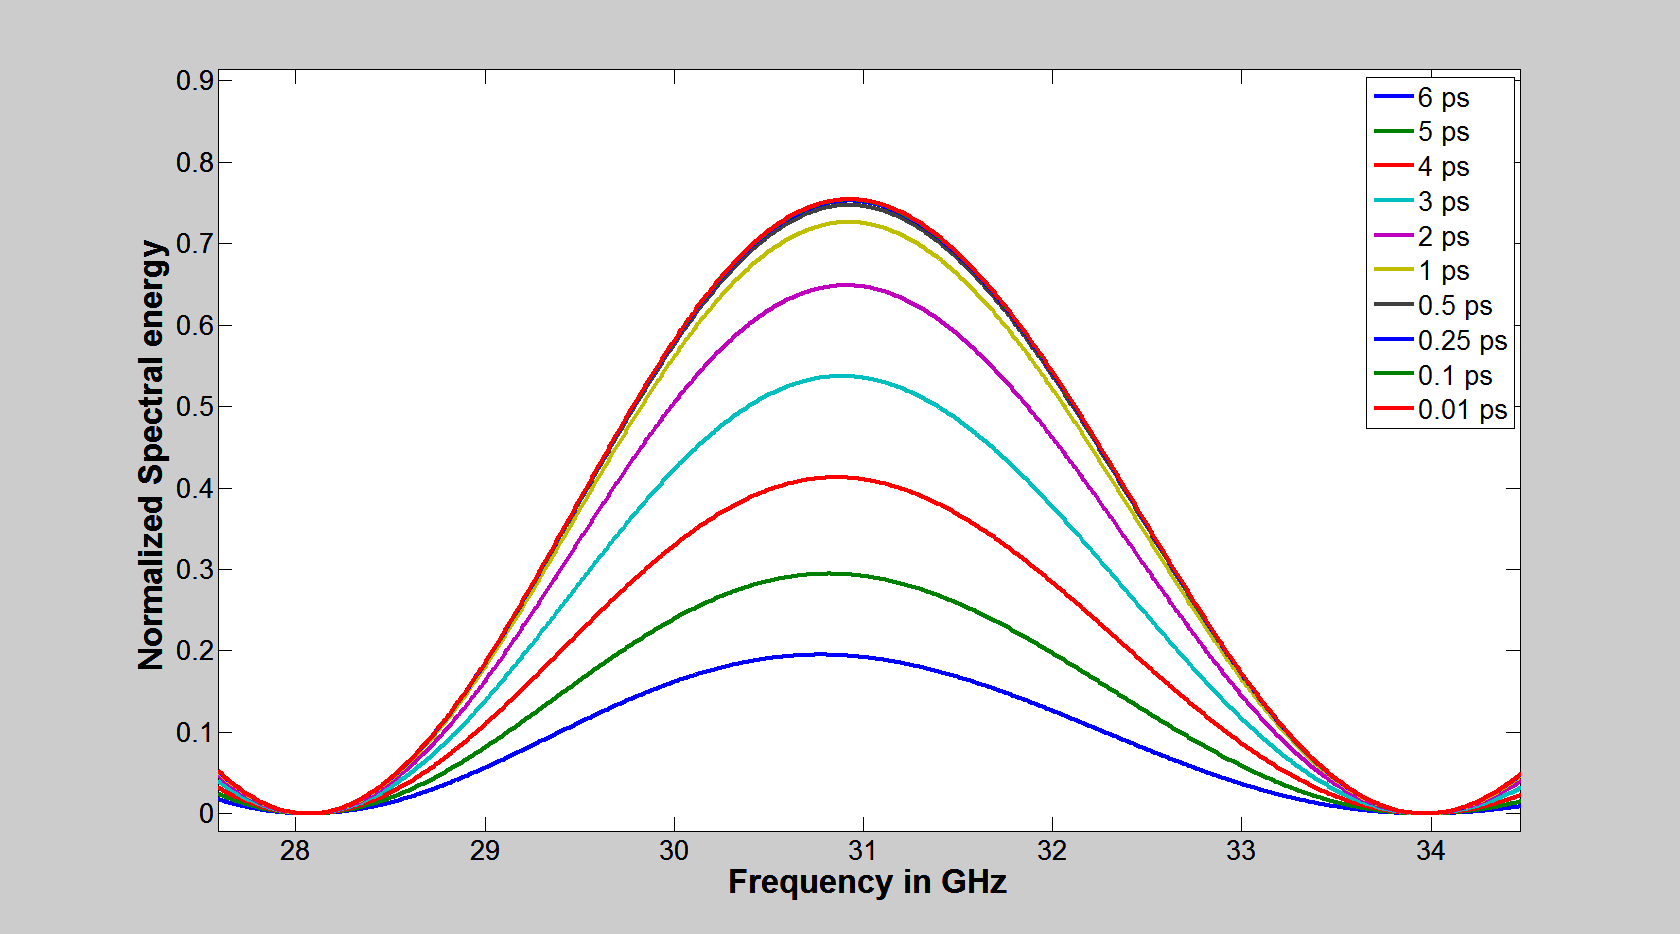 Normalized Spectral energy
0.9
0.8
0.7
0.6
0.5
0.4
0.3
0.2
0.1
0
6 ps
5 ps
4 ps
3 ps
2 ps
1 ps
0.5 ps
0.25 ps
0.1 ps
0.01 ps
28 29 30 31 32 33 34
Frequency in GHz